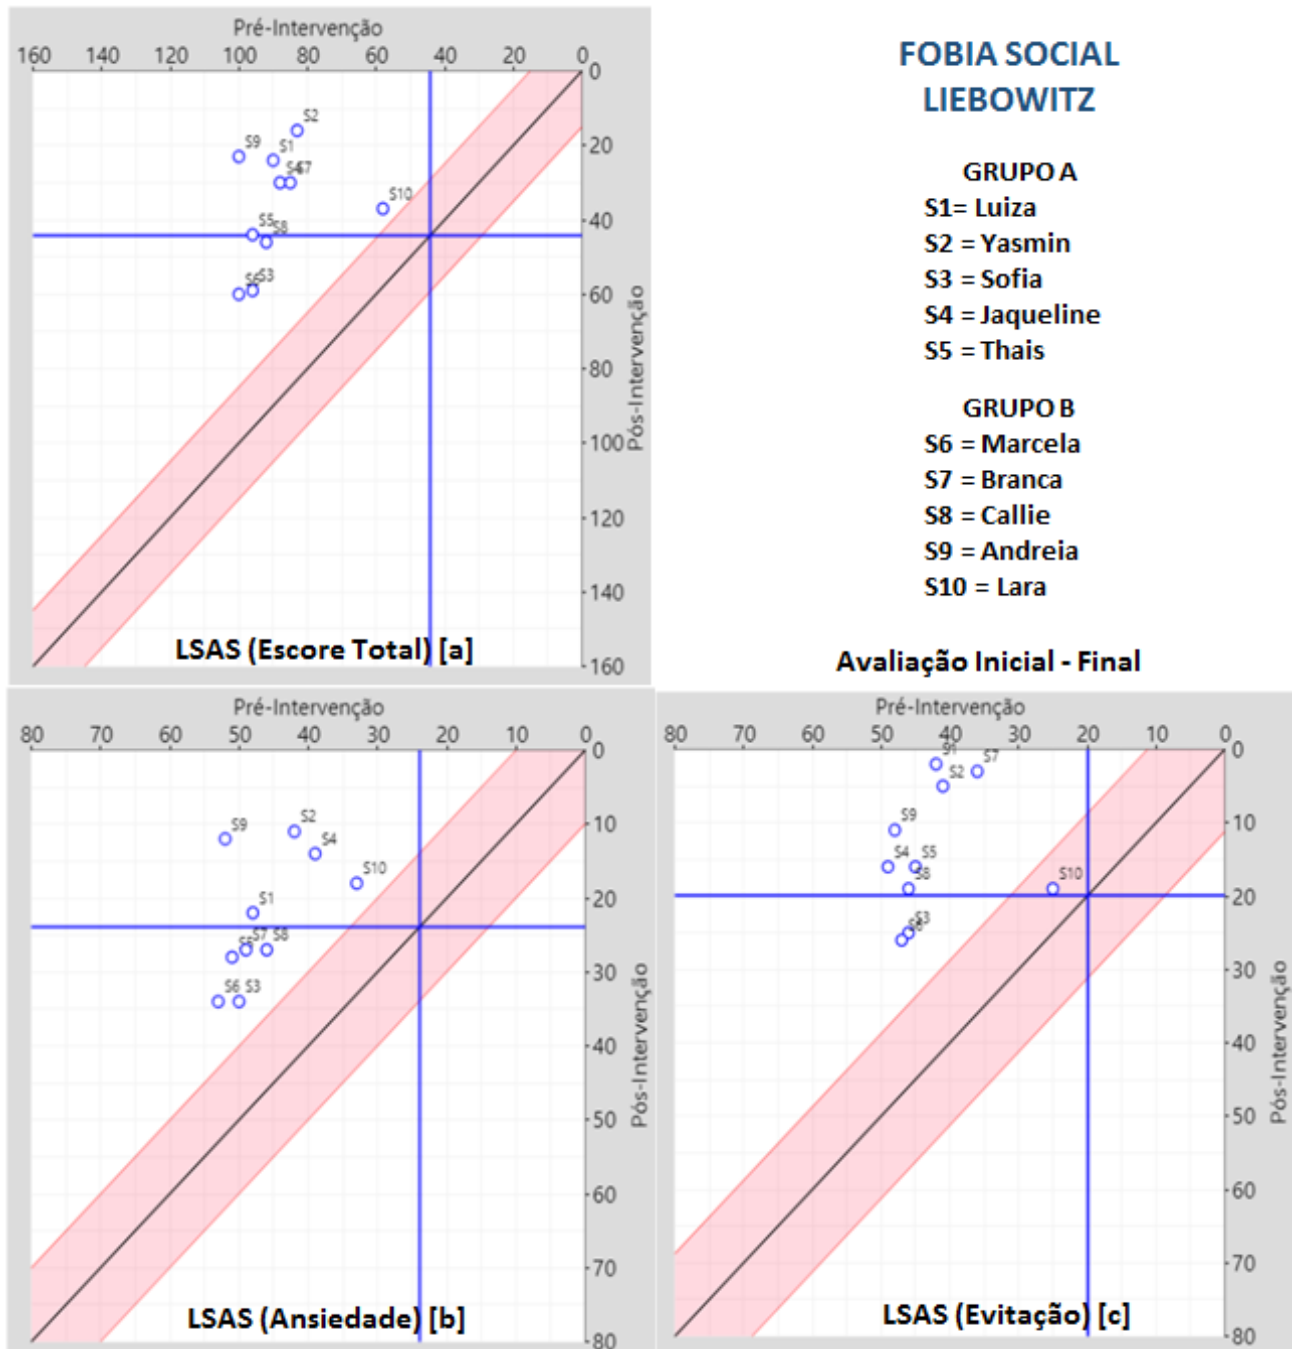 Pré-Intervenção
160 140 120 100 80 60 40 20 0
0
20
40
60
80
100
120
140
160
Pós-Intervenção
S2
S9 S1
S4 S7
S10
S5
S8
S6 S3
LSAS (Escore Total) [a]
FOBIA SOCIAL
LIEBOWITZ
GRUPO A
S1= Luiza
S2 = Yasmin
S3 = Sofia
S4 = Jaqueline
S5 = Thais
GRUPO B
S6 = Marcela
S7 = Branca
S8 = Callie
S9 = Andreia
S10 = Lara
Avaliação Inicial - Final
Pré-Intervenção
80 70 60 50 40 30 20 10 0
0
10
20
30
40
50
60
70
80
Pós-Intervenção
S9
S2
S4
S10
S1
S5 S7 S8
S6 S3
LSAS (Ansiedade) [b]
Pré-Intervenção
80 70 60 50 40 30 20 10 0
0
10
20
30
40
50
60
70
80
Pós-Intervenção
S1 S7
S2
S9
S4 S5
S8
S10
S6 S3
LSAS (Evitação) [c]